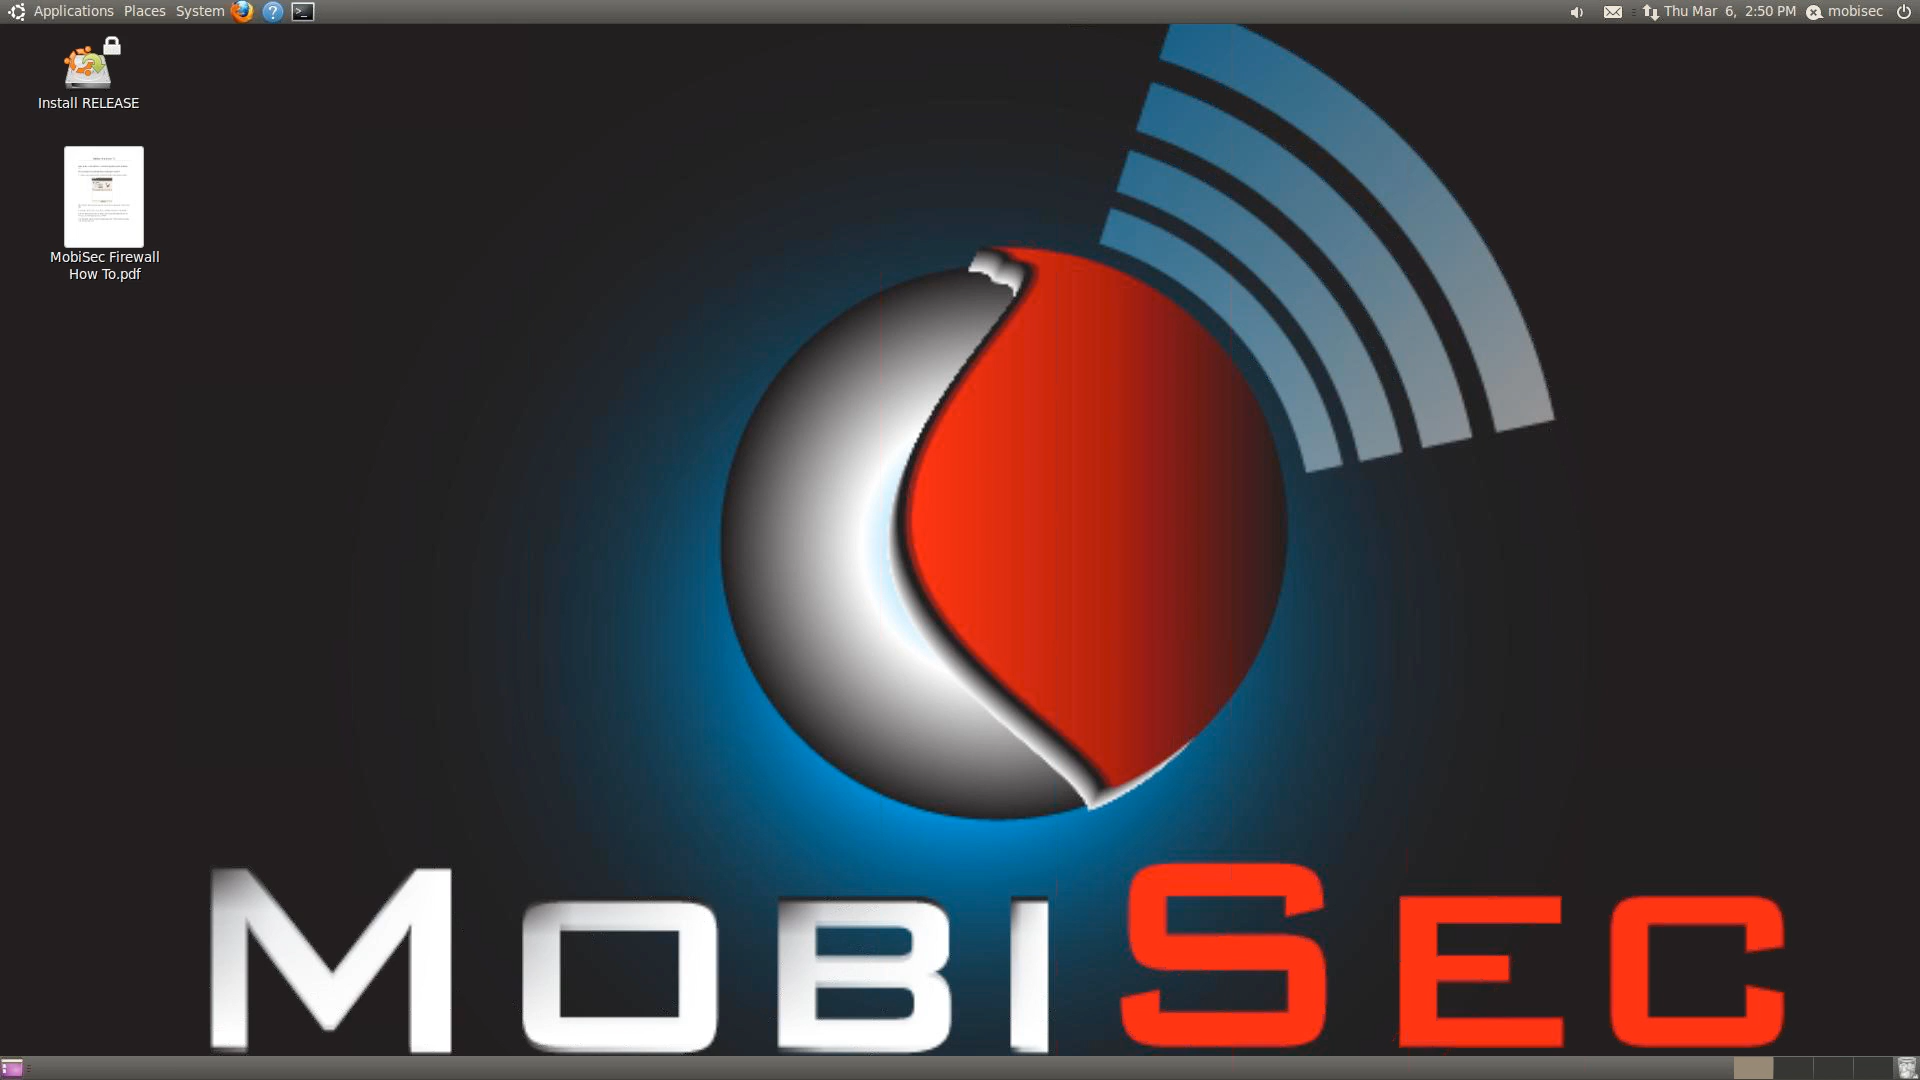 Applications Places System
Thu Mar 6, 2:50 PM mobisec
Install RELEASE
MobiSec Firewall
How To.pdf
MOBISEC